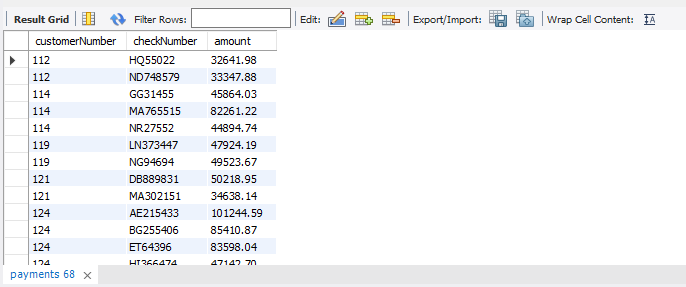 Result Grid Filter Rows: Edit: Export/Import: Wrap Cell Content: IA
customerNumber checkNumber amount
112 HQ55022 32641.98
112 ND748579 33347.88
114 GG31455 45864.03
114 MA765515 82261.22
114 NR27552 44894.74
119 LN373447 47924.19
119 NG94694 49523.67
121 DB889831 50218.95
121 MA302151 34638.14
124 AE215433 101244.59
124 BG255406 85410.87
124 ET64396 83598.04
124 HI366474 47142.70
payments 68